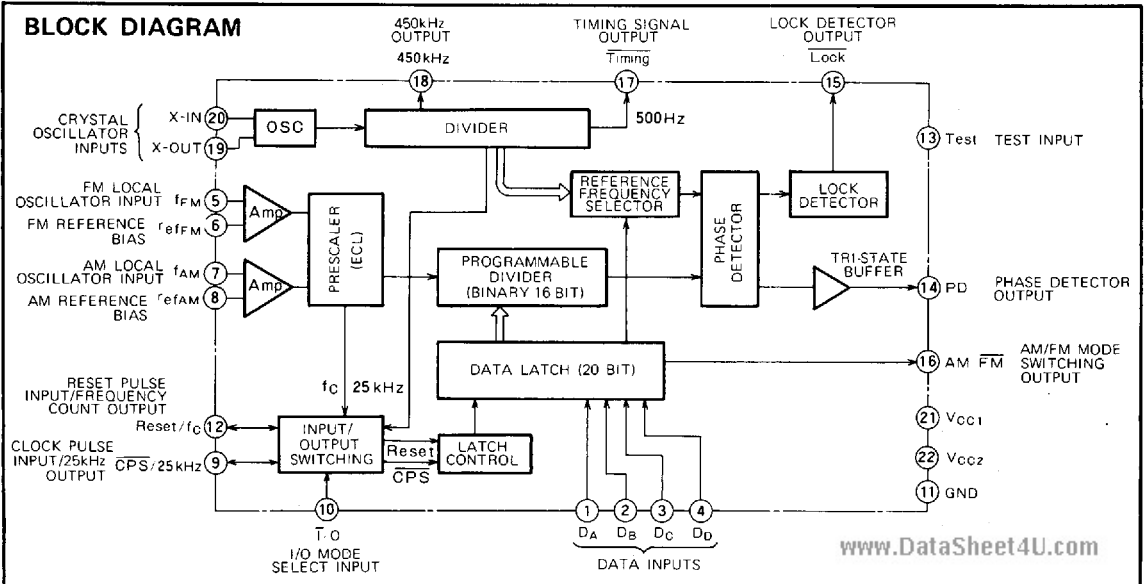 BLOCK DIAGRAM
450kHz
OUTPUT
450kHz
18
TIMING SIGNAL
OUTPUT
Timing
17
LOCK DETECTOR
OUTPUT
Lock
15
CRYSTAL
OSCILLATOR
INPUTS
X-IN
20
X-OUT
19
OSC
DIVIDER
500Hz
13
Test
TEST INPUT
FM LOCAL
OSCILLATOR INPUT
fFM
5
FM REFERENCE
BIAS
refFM
6
Amp
AM LOCAL
OSCILLATOR INPUT
fAM
7
AM REFERENCE
BIAS
refAM
8
Amp
PRESCALER
(ECL)
REFERENCE
FREQUENCY
SELECTOR
PHASE
DETECTOR
LOCK
DETECTOR
PROGRAMMABLE
DIVIDER
(BINARY 16 BIT)
TRI-STATE
BUFFER
14
PD
PHASE DETECTOR
OUTPUT
DATA LATCH (20 BIT)
16
AM FM
AM/FM MODE
SWITCHING
OUTPUT
fC
25kHz
RESET PULSE
INPUT/FREQUENCY
COUNT OUTPUT
Reset/fC
12
CLOCK PULSE
INPUT/25kHz
OUTPUT
CPS/25kHz
9
INPUT/
OUTPUT
SWITCHING
Reset
CPS
LATCH
CONTROL
21
VCC1
22
VCC2
11
GND
10
I/O
I/O MODE
SELECT INPUT
1
2
3
4
DA
DB
DC
DD
DATA INPUTS
www.DataSheet4U.com